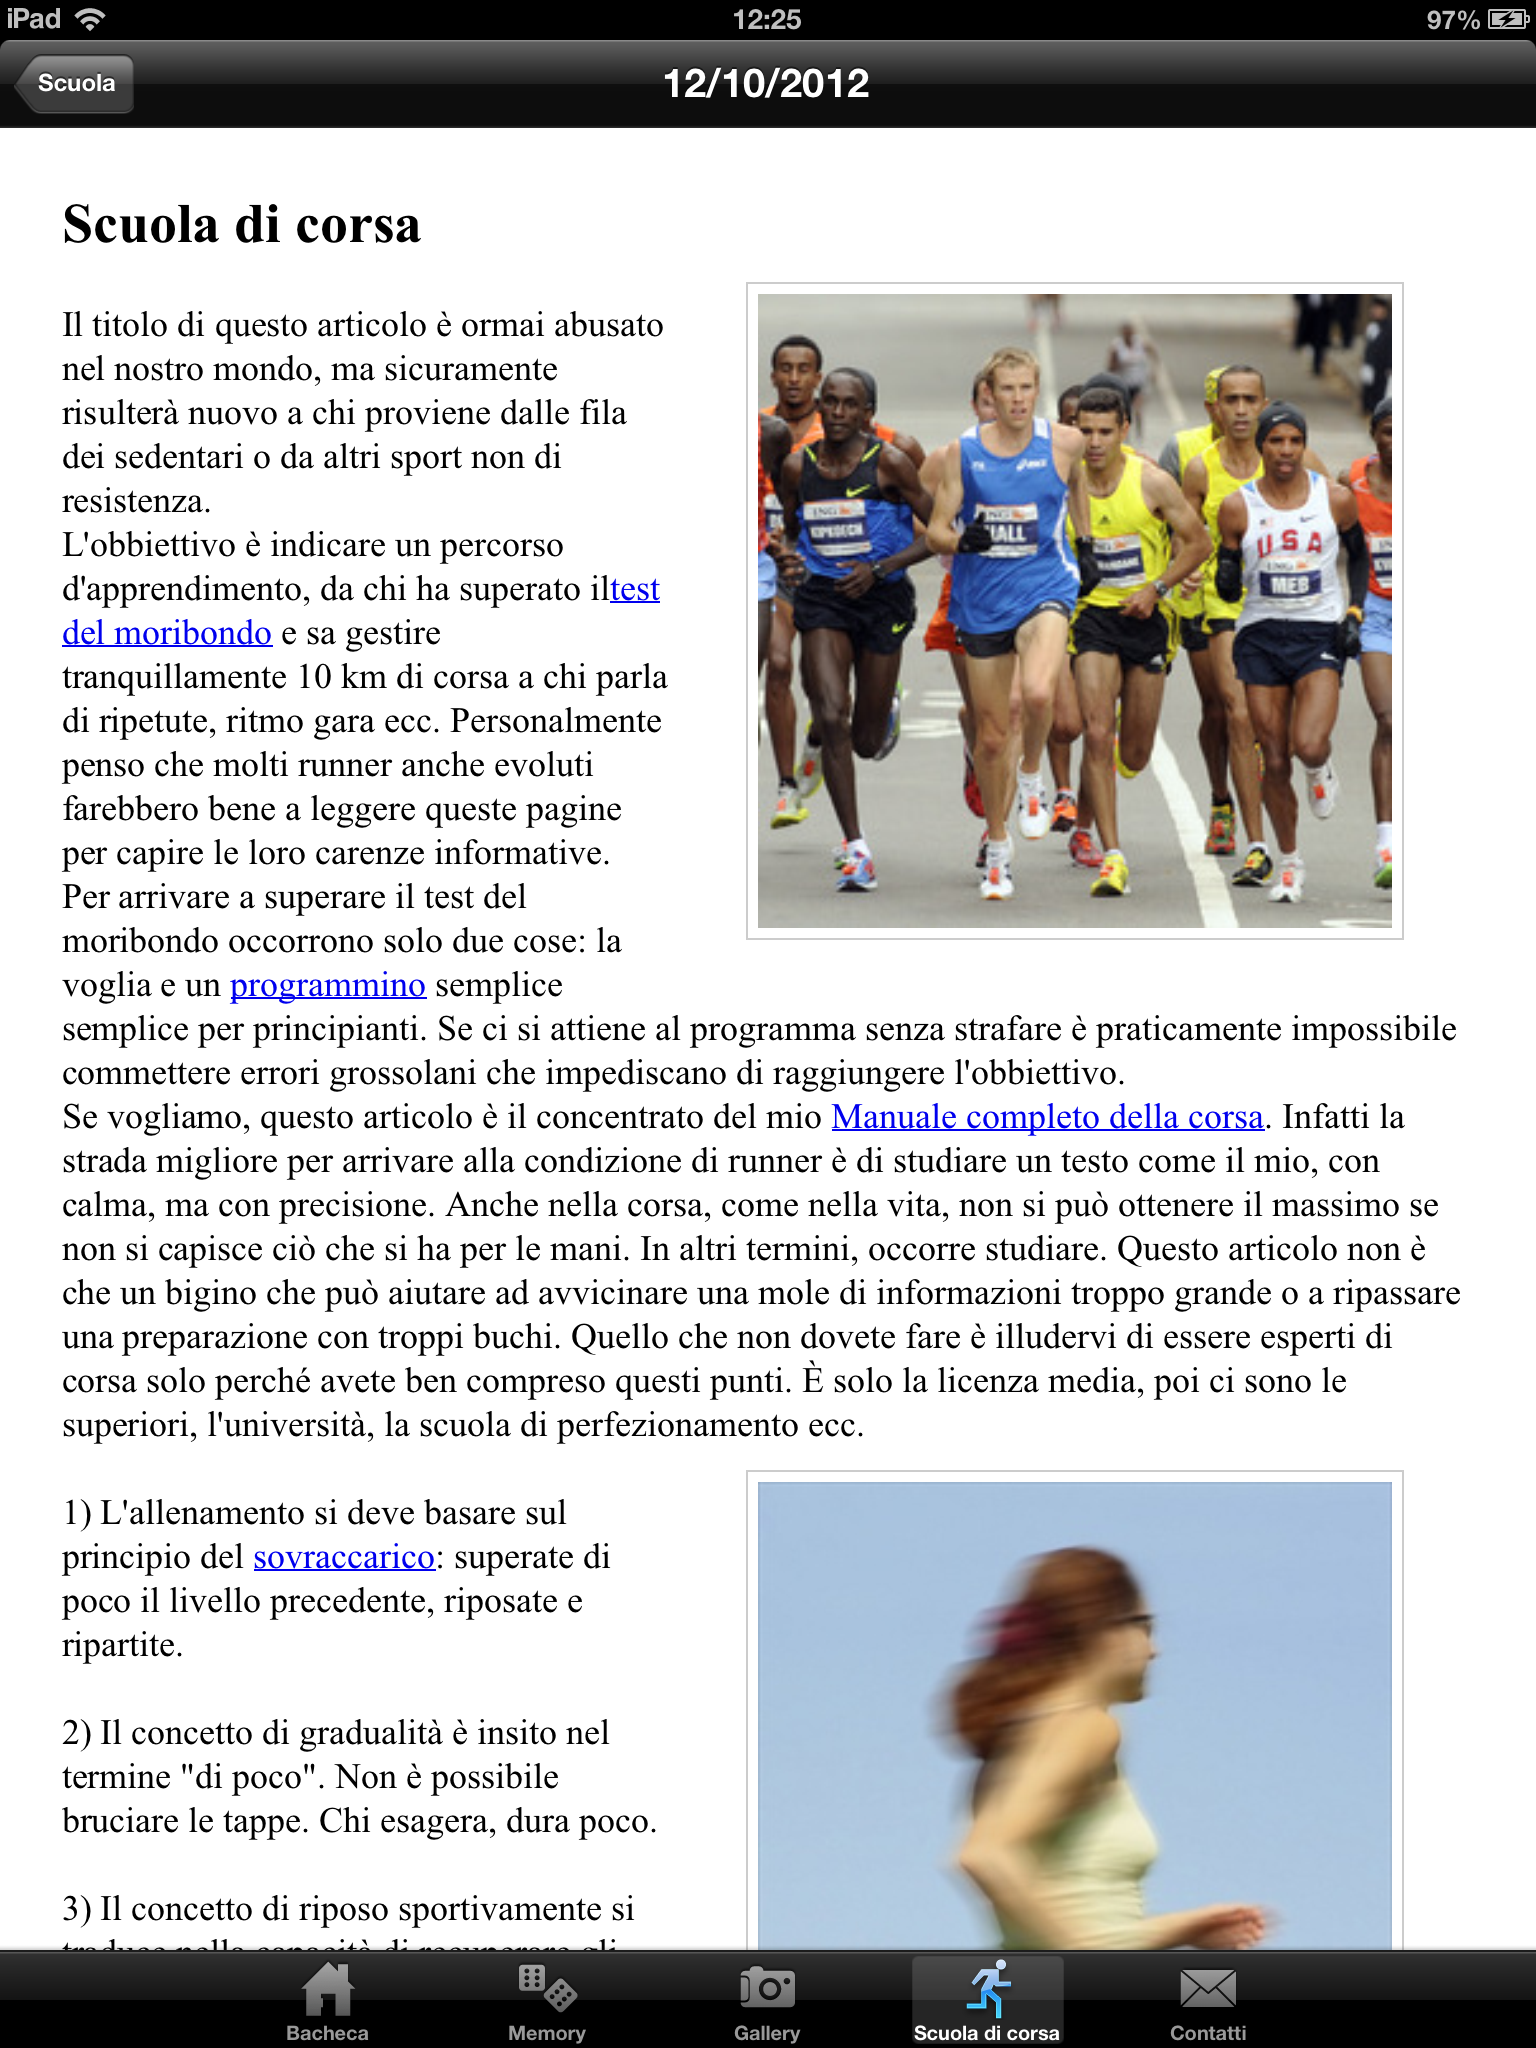 iPad
12:25
97%
Scuola
12/10/2012
Scuola di corsa
Il titolo di questo articolo è ormai abusato
nel nostro mondo, ma sicuramente
risulterà nuovo a chi proviene dalle fila
dei sedentari o da altri sport non di
resistenza.
L'obbiettivo è indicare un percorso
d'apprendimento, da chi ha superato iltest
del moribondo e sa gestire
tranquillamente 10 km di corsa a chi parla
di ripetute, ritmo gara ecc. Personalmente
penso che molti runner anche evoluti
farebbero bene a leggere queste pagine
per capire le loro carenze informative.
Per arrivare a superare il test del
moribondo occorrono solo due cose: la
voglia e un programmino semplice
semplice per principianti. Se ci si attiene al programma senza strafare è praticamente impossibile
commettere errori grossolani che impediscano di raggiungere l'obbiettivo.
Se vogliamo, questo articolo è il concentrato del mio Manuale completo della corsa. Infatti la
strada migliore per arrivare alla condizione di runner è di studiare un testo come il mio, con
calma, ma con precisione. Anche nella corsa, come nella vita, non si può ottenere il massimo se
non si capisce ciò che si ha per le mani. In altri termini, occorre studiare. Questo articolo non è
che un bigino che può aiutare ad avvicinare una mole di informazioni troppo grande o a ripassare
una preparazione con troppi buchi. Quello che non dovete fare è illudervi di essere esperti di
corsa solo perché avete ben compreso questi punti. È solo la licenza media, poi ci sono le
superiori, l'università, la scuola di perfezionamento ecc.
ING
KIPKOECH
HALL
ING
USA
ING
MEB
1) L'allenamento si deve basare sul
principio del sovraccarico: superate di
poco il livello precedente, riposate e
ripartite.
2) Il concetto di gradualità è insito nel
termine "di poco". Non è possibile
bruciare le tappe. Chi esagera, dura poco.
3) Il concetto di riposo sportivamente si
traduce nella capacità di recuperare gli
Bacheca
Memory
Gallery
Scuola di corsa
Contatti